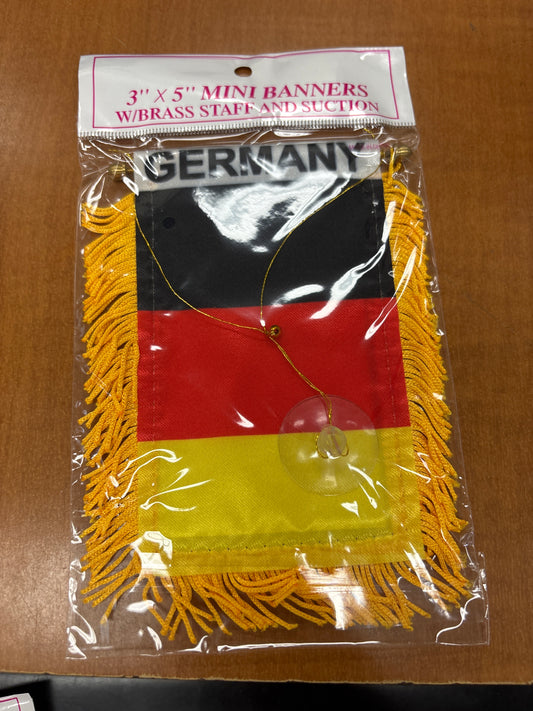 3" X 5" MINI BANNERS
W/BRASS STAFF AND SUCTION
GERMANY